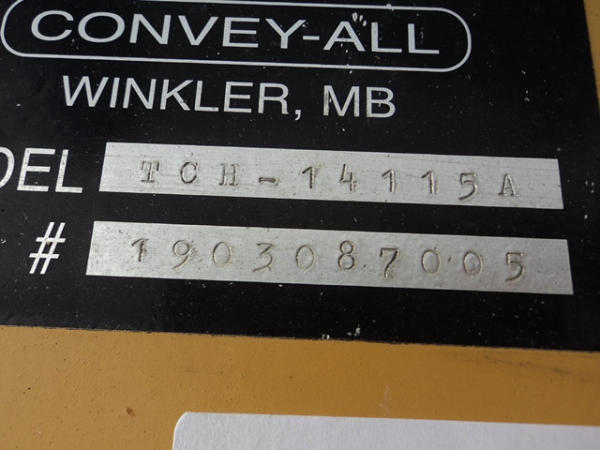 CONVEY-ALL
WINKLER, MB
DEL TCH-14115A
# 1903087005